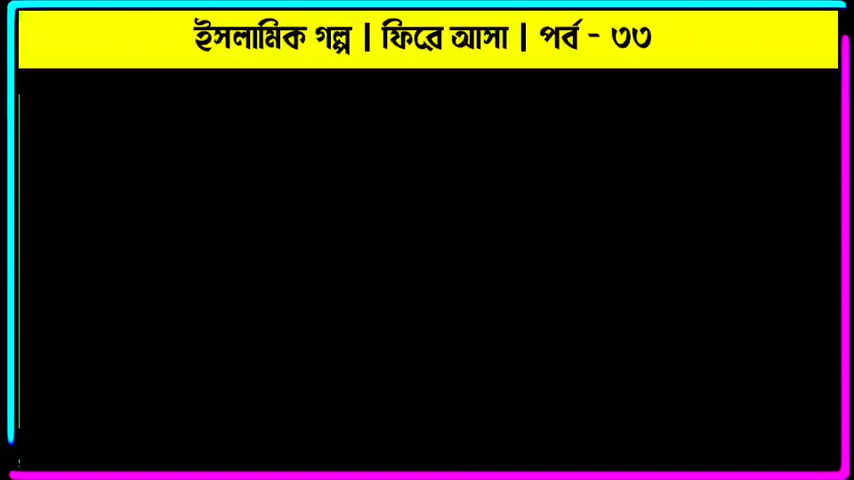 ইসলামিক গল্প | ফিরে আসা | পর্ব - ৩৩